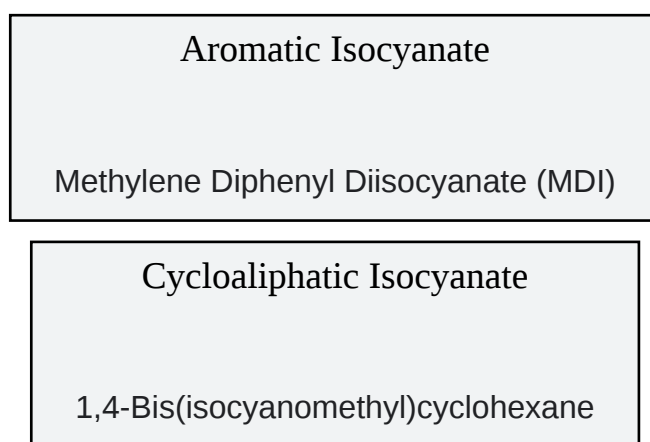 Aromatic Isocyanate
Methylene Diphenyl Diisocyanate (MDI)
Cycloaliphatic Isocyanate
1,4-Bis(isocyanomethyl)cyclohexane